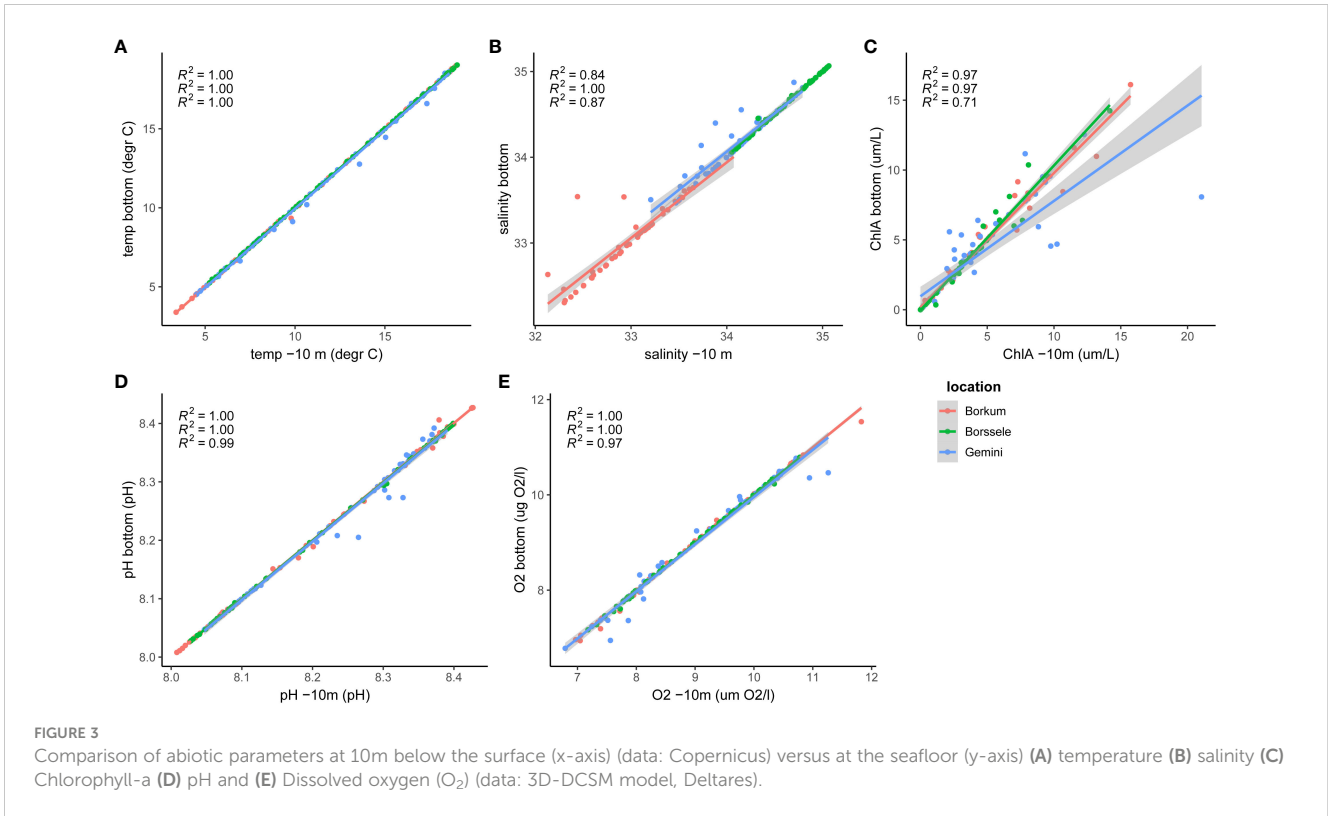 A
R² = 1.00
R² = 1.00
R² = 1.00
temp bottom (degr C)
15
10
5
5 10 15
temp −10 m (degr C)
B
R² = 0.84
R² = 1.00
R² = 0.87
salinity bottom
35
34
33
32 33 34 35
salinity −10 m
C
R² = 0.97
R² = 0.97
R² = 0.71
ChlA bottom (um/L)
15
10
5
0
0 5 10 15 20
ChlA −10m (um/L)
D
R² = 1.00
R² = 1.00
R² = 0.99
pH bottom (pH)
8.4
8.3
8.2
8.1
8.0
8.0 8.1 8.2 8.3 8.4
pH −10m (pH)
E
R² = 1.00
R² = 1.00
R² = 0.97
O2 bottom (ug O2/l)
12
10
8
7 8 9 10 11 12
O2 −10m (um O2/l)
location
Borkum
Borssele
Gemini
FIGURE 3
Comparison of abiotic parameters at 10m below the surface (x-axis) (data: Copernicus) versus at the seafloor (y-axis) (A) temperature (B) salinity (C)
Chlorophyll-a (D) pH and (E) Dissolved oxygen (O₂) (data: 3D-DCSM model, Deltares).